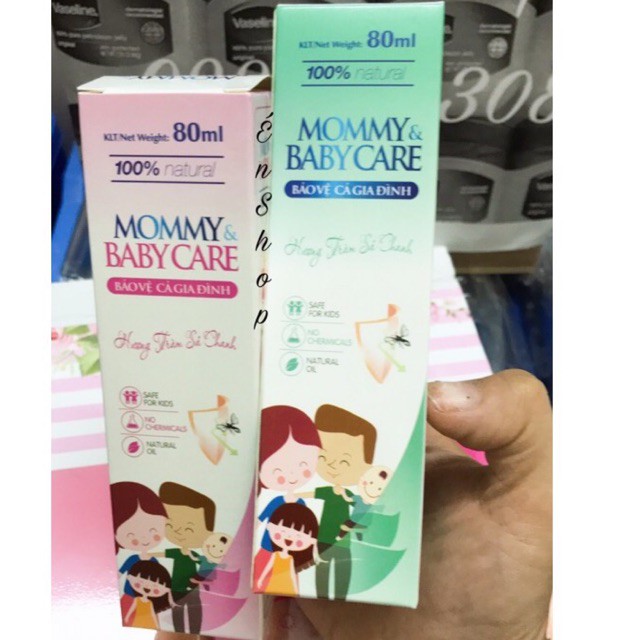 Vaseline
KLT/Net Weight: 80ml
100% natural
MOMMY&
BABY CARE
BẢO VỆ CẢ GIA ĐÌNH
Hương Tràm Sả Chanh
SAFE
FOR KIDS
NO
CHEMICALS
NATURAL
OIL
Én Shop
KLT/Net Weight: 80ml
100% natural
MOMMY&
BABY CARE
BẢO VỆ CẢ GIA ĐÌNH
Hương Tràm Sả Chanh
SAFE
FOR KIDS
NO
CHEMICALS
NATURAL
OIL
Vaseline
308